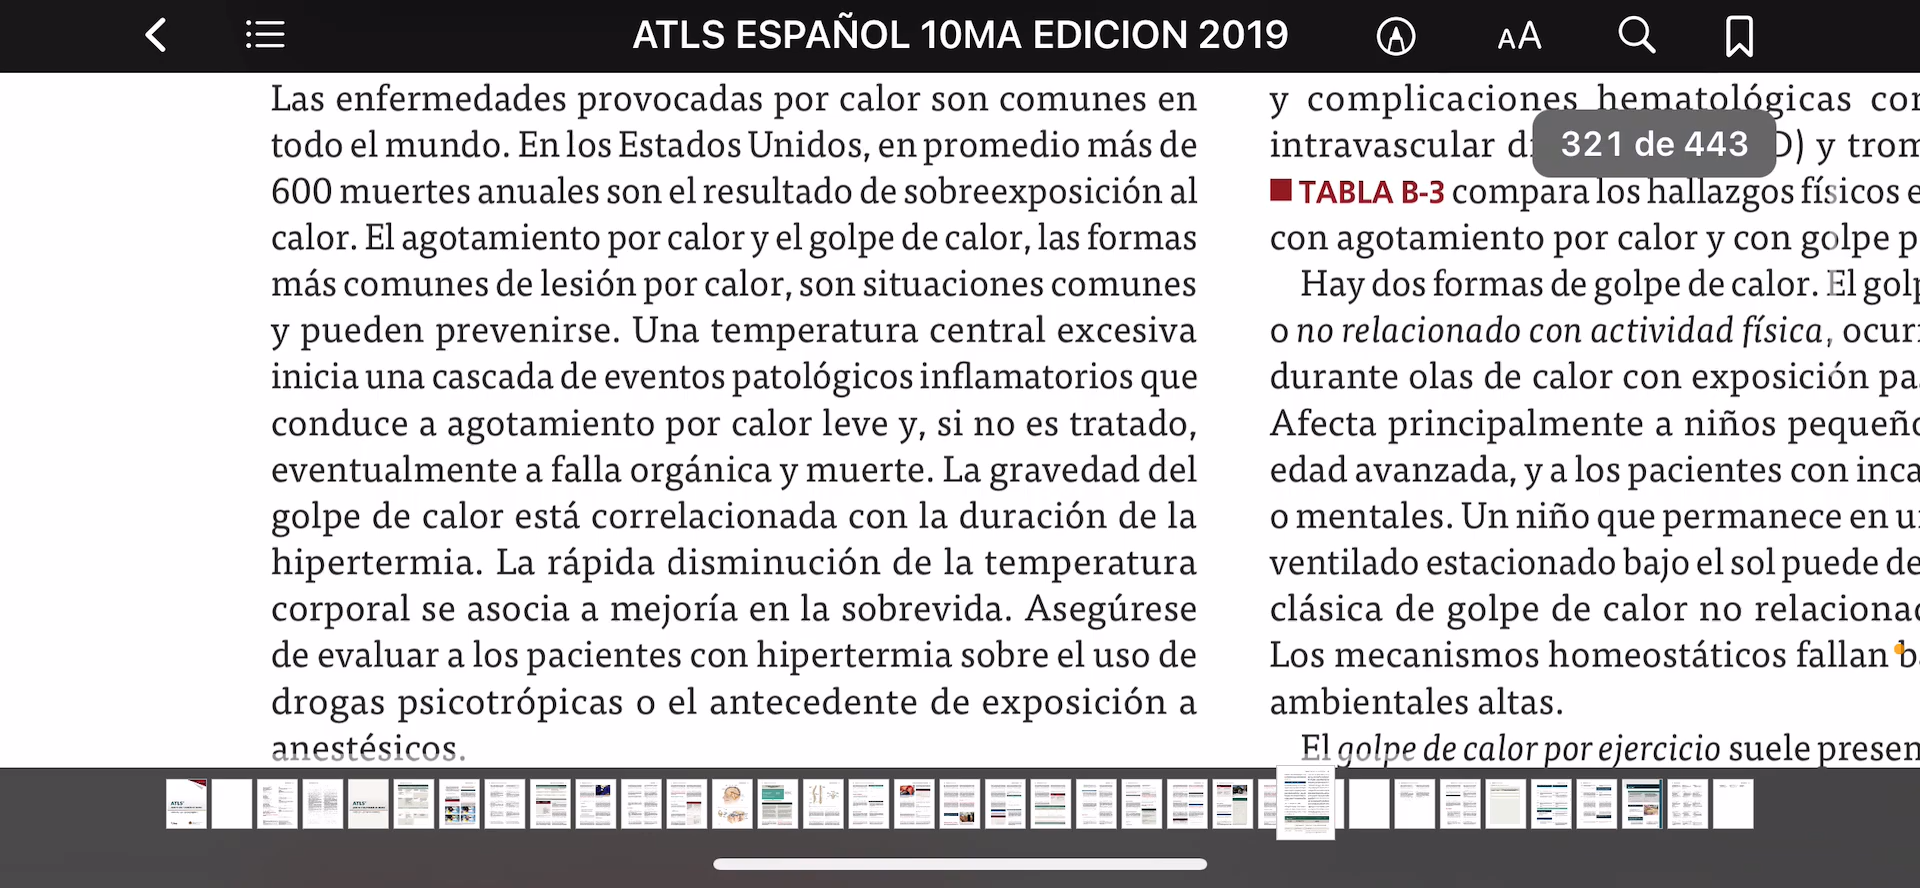 ATLS ESPAÑOL 10MA EDICION 2019
AA
321 de 443
Las enfermedades provocadas por calor son comunes en
todo el mundo. En los Estados Unidos, en promedio más de
600 muertes anuales son el resultado de sobreexposición al
calor. El agotamiento por calor y el golpe de calor, las formas
más comunes de lesión por calor, son situaciones comunes
y pueden prevenirse. Una temperatura central excesiva
inicia una cascada de eventos patológicos inflamatorios que
conduce a agotamiento por calor leve y, si no es tratado,
eventualmente a falla orgánica y muerte. La gravedad del
golpe de calor está correlacionada con la duración de la
hipertermia. La rápida disminución de la temperatura
corporal se asocia a mejoría en la sobrevida. Asegúrese
de evaluar a los pacientes con hipertermia sobre el uso de
drogas psicotrópicas o el antecedente de exposición a
anestésicos.
y complicaciones hematológicas
intravascular y
TABLA B-3 compara los hallazgos físicos
con agotamiento por calor y con golpe
Hay dos formas de golpe de calor. El
o no relacionado con actividad física,
durante olas de calor con exposición
Afecta principalmente a niños
edad avanzada, y a los pacientes con
o mentales. Un niño que permanece en
ventilado estacionado bajo el sol puede
clásica de golpe de calor no
Los mecanismos homeostáticos fallan
ambientales altas.
El golpe de calor por ejercicio suele